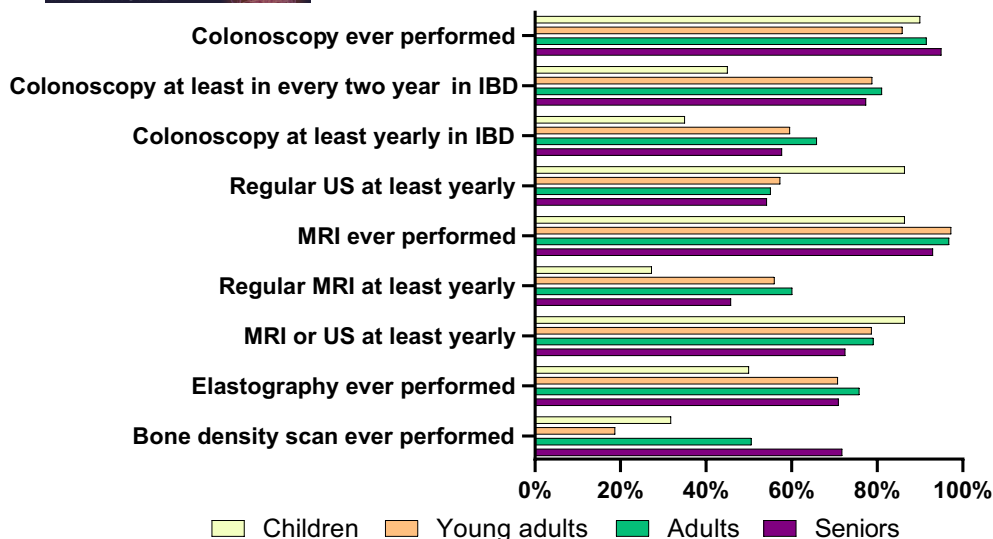 Colonoscopy ever performed
Colonoscopy at least in every two year in IBD
Colonoscopy at least yearly in IBD
Regular US at least yearly
MRI ever performed
Regular MRI at least yearly
MRI or US at least yearly
Elastography ever performed
Bone density scan ever performed
0% 20% 40% 60% 80% 100%
Children Young adults Adults Seniors